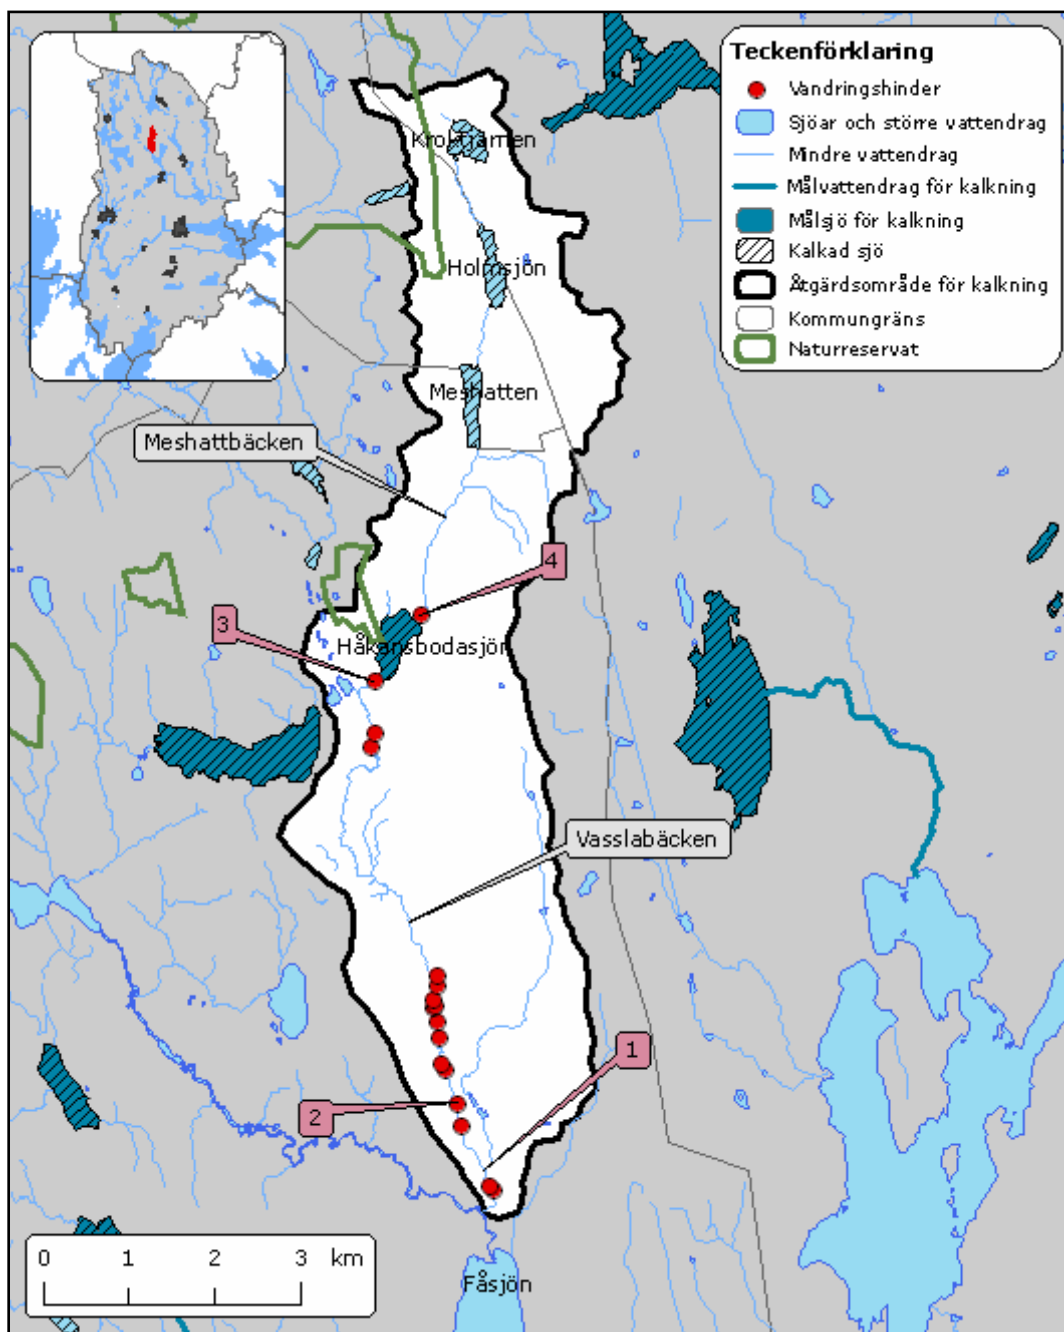 Teckenförklaring
Vandringshinder
Sjöar och större vattendrag
Mindre vattendrag
Målvattendrag för kalkning
Målsjö för kalkning
Kalkad sjö
Åtgärdsområde för kalkning
Kommungräns
Naturreservat
Kroktjärnen
Holmsjön
Meshatten
Meshattbäcken
4
3
Håkansbodasjön
Vasslabäcken
1
2
0 1 2 3 km
Fåsjön